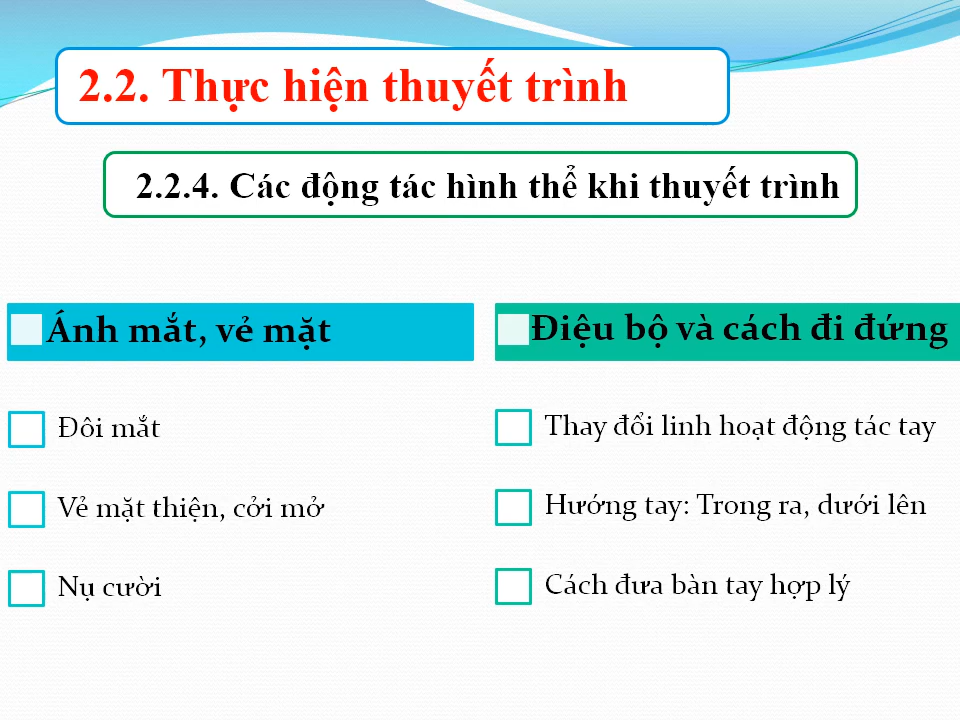 2.2. Thực hiện thuyết trình
2.2.4. Các động tác hình thể khi thuyết trình
Ánh mắt, vẻ mặt
Đôi mắt
Vẻ mặt thiện, cởi mở
Nụ cười
Điệu bộ và cách đi đứng
Thay đổi linh hoạt động tác tay
Hướng tay: Trong ra, dưới lên
Cách đưa bàn tay hợp lý